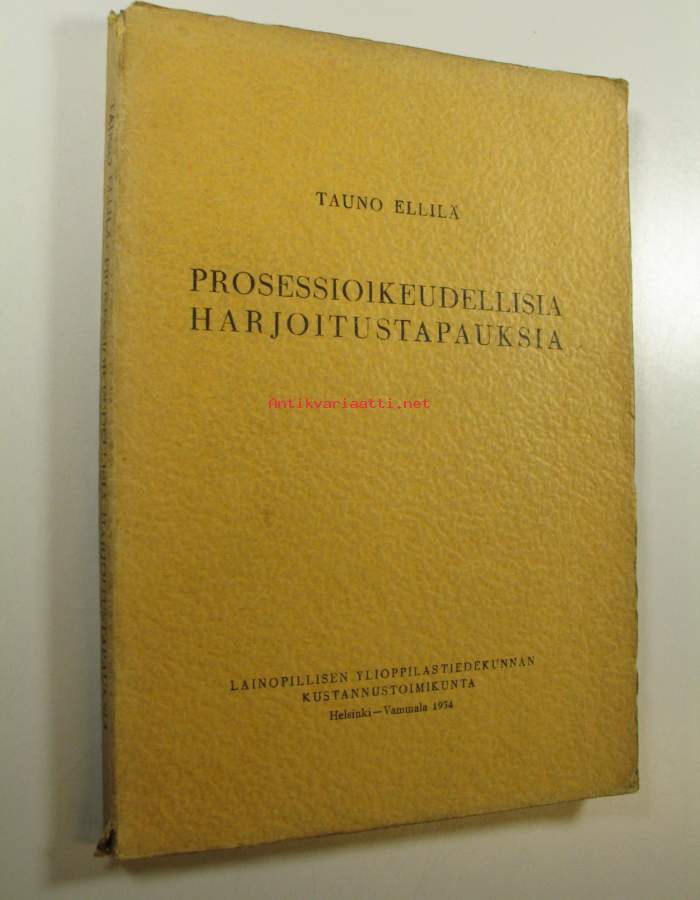 TAUNO ELLILÄ
PROSESSIOIKEUDELLISIA
HARJOITUSTAPAUKSIA
Antikvariaatti.net
LAINOPILLISEN YLIOPPILASTIEDEKUNNAN
KUSTANNUSTOIMIKUNTA
Helsinki—Vammala 1954